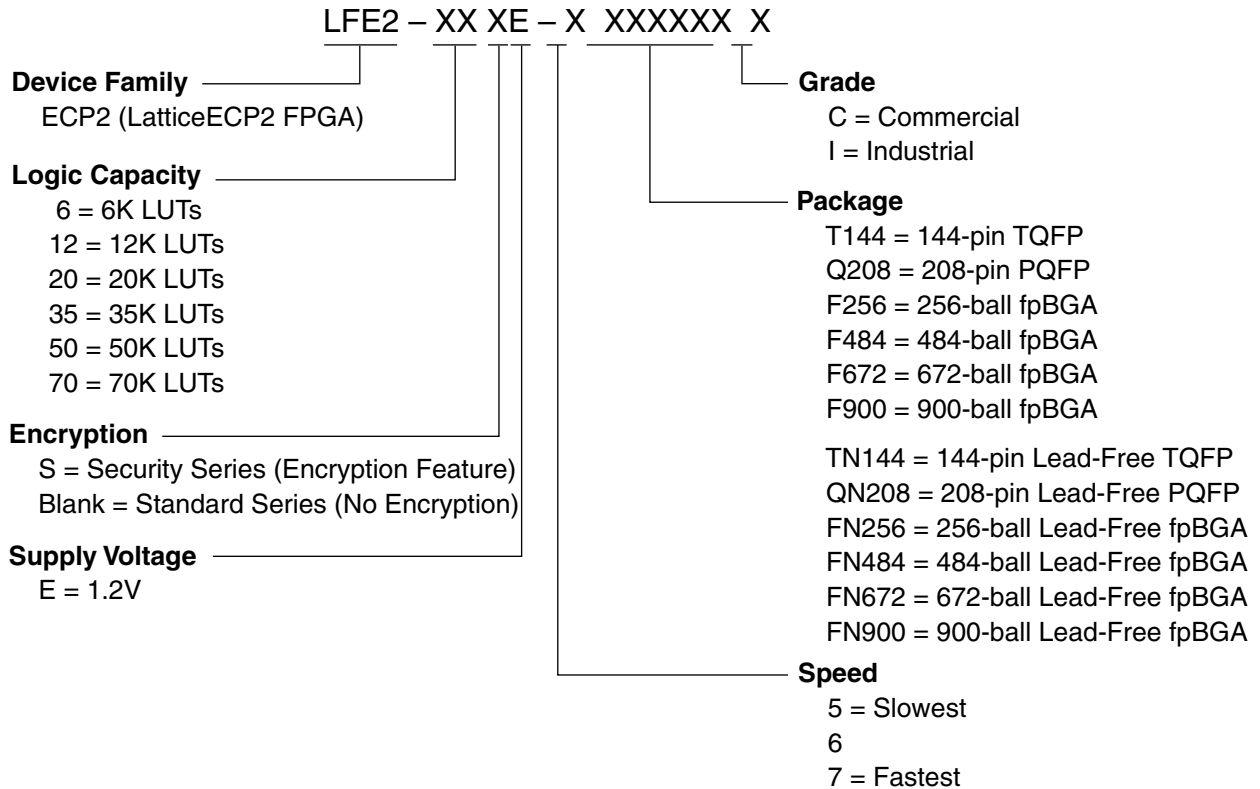 LFE2 – XX XE – X XXXXXX X
Device Family
ECP2 (LatticeECP2 FPGA)
Logic Capacity
6 = 6K LUTs
12 = 12K LUTs
20 = 20K LUTs
35 = 35K LUTs
50 = 50K LUTs
70 = 70K LUTs
Encryption
S = Security Series (Encryption Feature)
Blank = Standard Series (No Encryption)
Supply Voltage
E = 1.2V
Grade
C = Commercial
I = Industrial
Package
T144 = 144-pin TQFP
Q208 = 208-pin PQFP
F256 = 256-ball fpBGA
F484 = 484-ball fpBGA
F672 = 672-ball fpBGA
F900 = 900-ball fpBGA
TN144 = 144-pin Lead-Free TQFP
QN208 = 208-pin Lead-Free PQFP
FN256 = 256-ball Lead-Free fpBGA
FN484 = 484-ball Lead-Free fpBGA
FN672 = 672-ball Lead-Free fpBGA
FN900 = 900-ball Lead-Free fpBGA
Speed
5 = Slowest
6
7 = Fastest